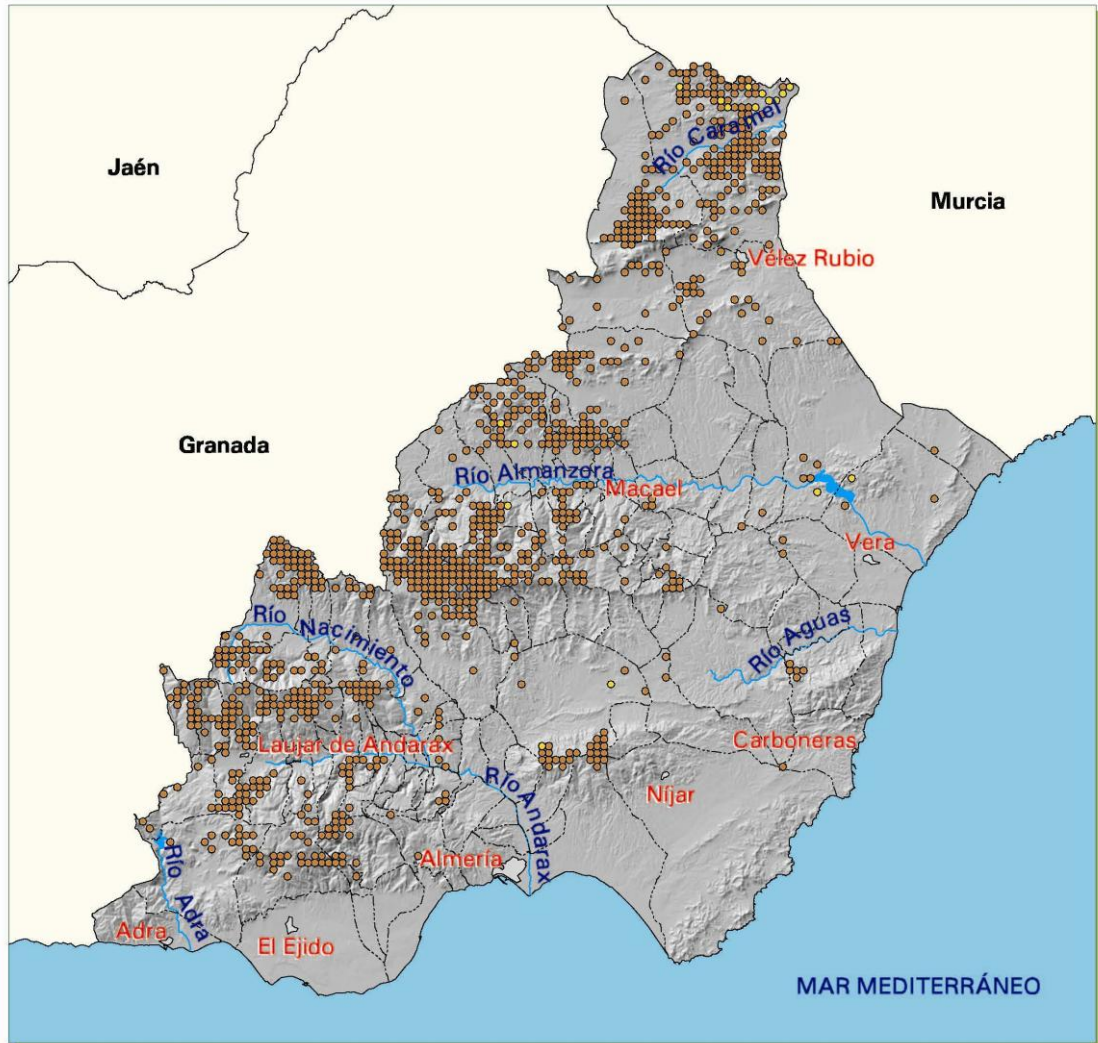 Río Caramel
Jaén
Murcia
Vélez Rubio
Granada
Río Almanzora
Macael
Vera
Río Nacimiento
Río Aguas
Laujar de Andarax
Carboneras
Río Andarax
Níjar
Almería
Río Adra
Adra
El Ejido
MAR MEDITERRÁNEO